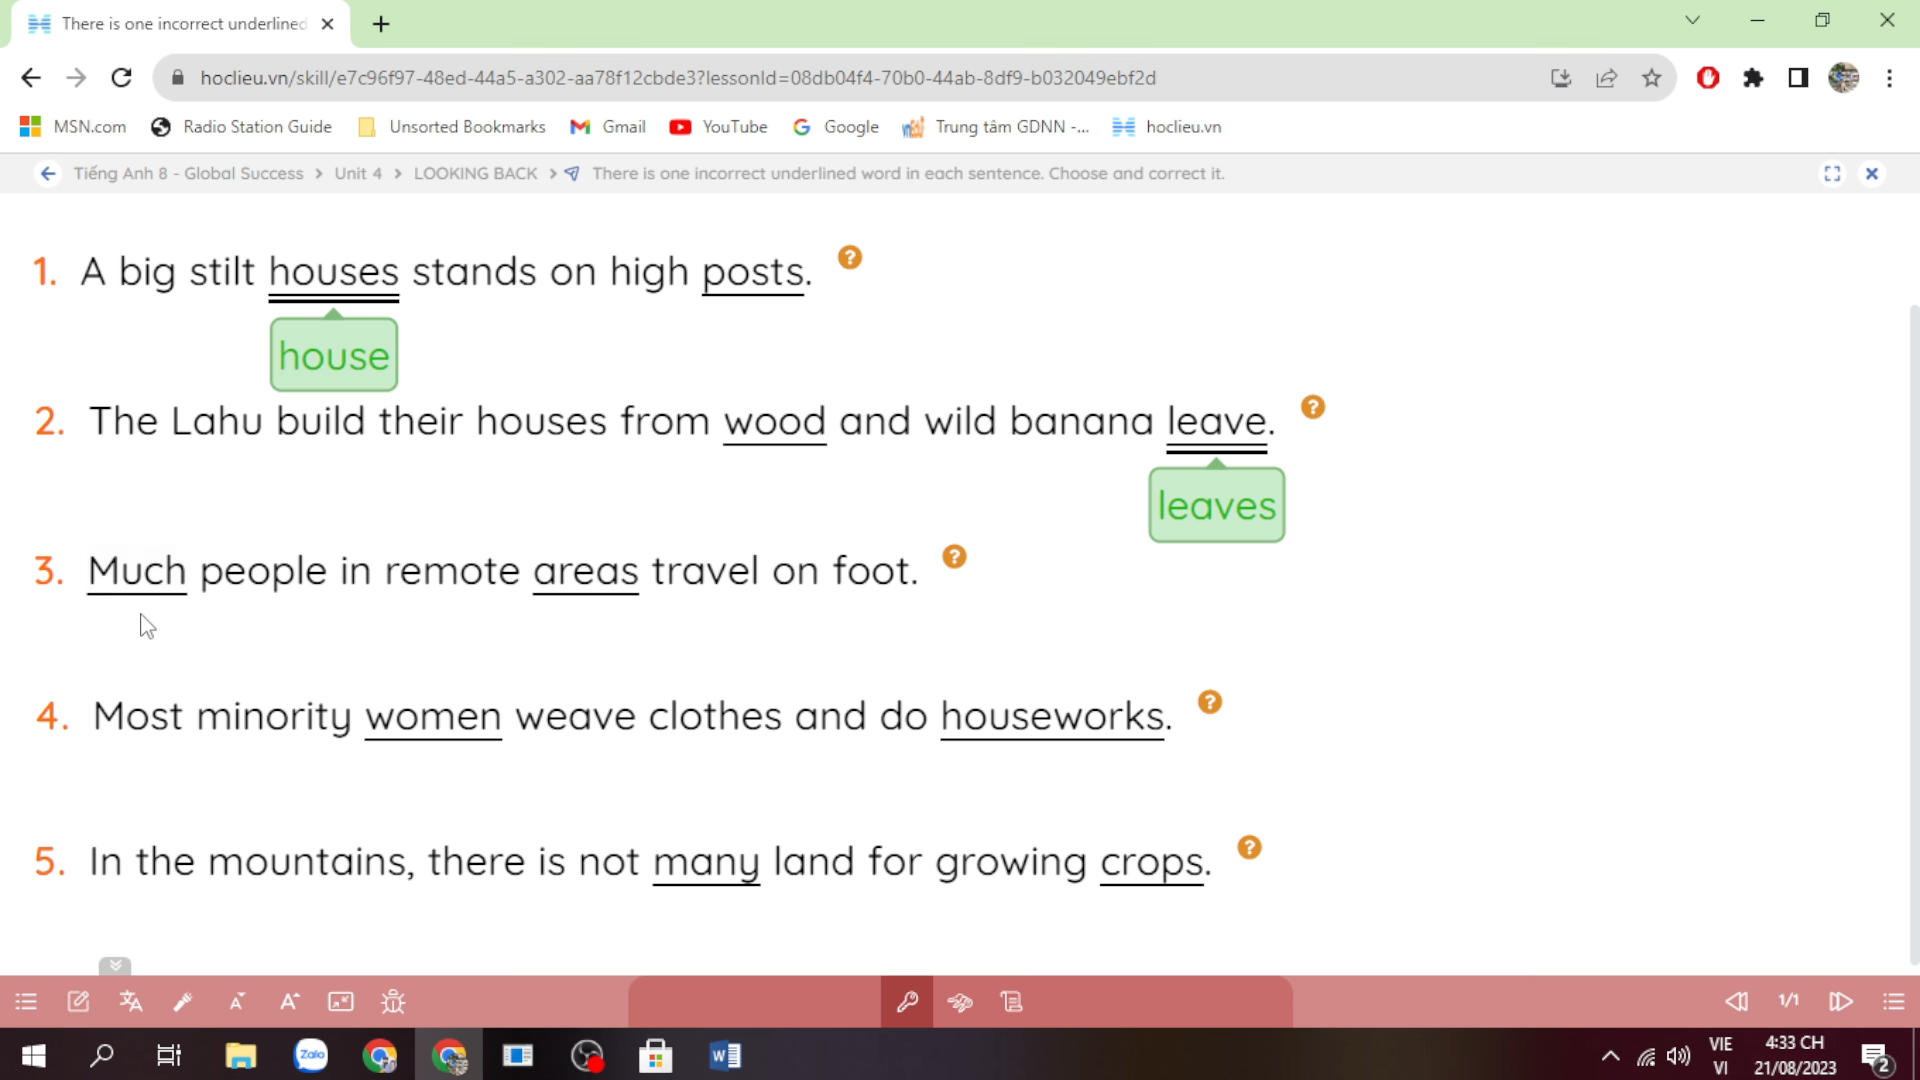 There is one incorrect underlined
hoclieu.vn/skill/e7c96f97-48ed-44a5-a302-aa78f12cbde3?lessonId=08db04f4-70b0-44ab-8df9-b032049ebf2d
MSN.com Radio Station Guide Unsorted Bookmarks Gmail YouTube Google Trung tâm GDNN -... hoclieu.vn
Tiếng Anh 8 - Global Success > Unit 4 > LOOKING BACK > There is one incorrect underlined word in each sentence. Choose and correct it.
1. A big stilt houses stands on high posts. ?
house
2. The Lahu build their houses from wood and wild banana leave. ?
leaves
3. Much people in remote areas travel on foot. ?
4. Most minority women weave clothes and do houseworks. ?
5. In the mountains, there is not many land for growing crops. ?
1/1
Zalo
VIE
VI
4:33 CH
21/08/2023
2